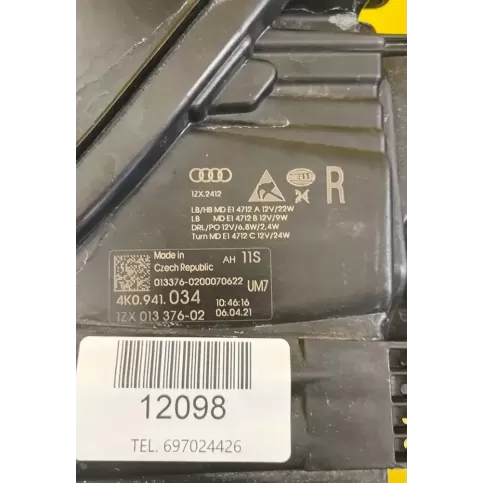 1ZX.2412
HELLA
R
LB/HB MD E1 4712 A 12V/22W
LB MD E1 4712 B 12V/9W
DRL/PO 12V/6.8W/2.4W
Turn MD E1 4712 C 12V/24W
Made in
Czech Republic
AH 11S
013376-0200070622
UM7
4K0.941.034
10:46:16
1ZX 013 376-02
06.04.21
12098
TEL. 697024426